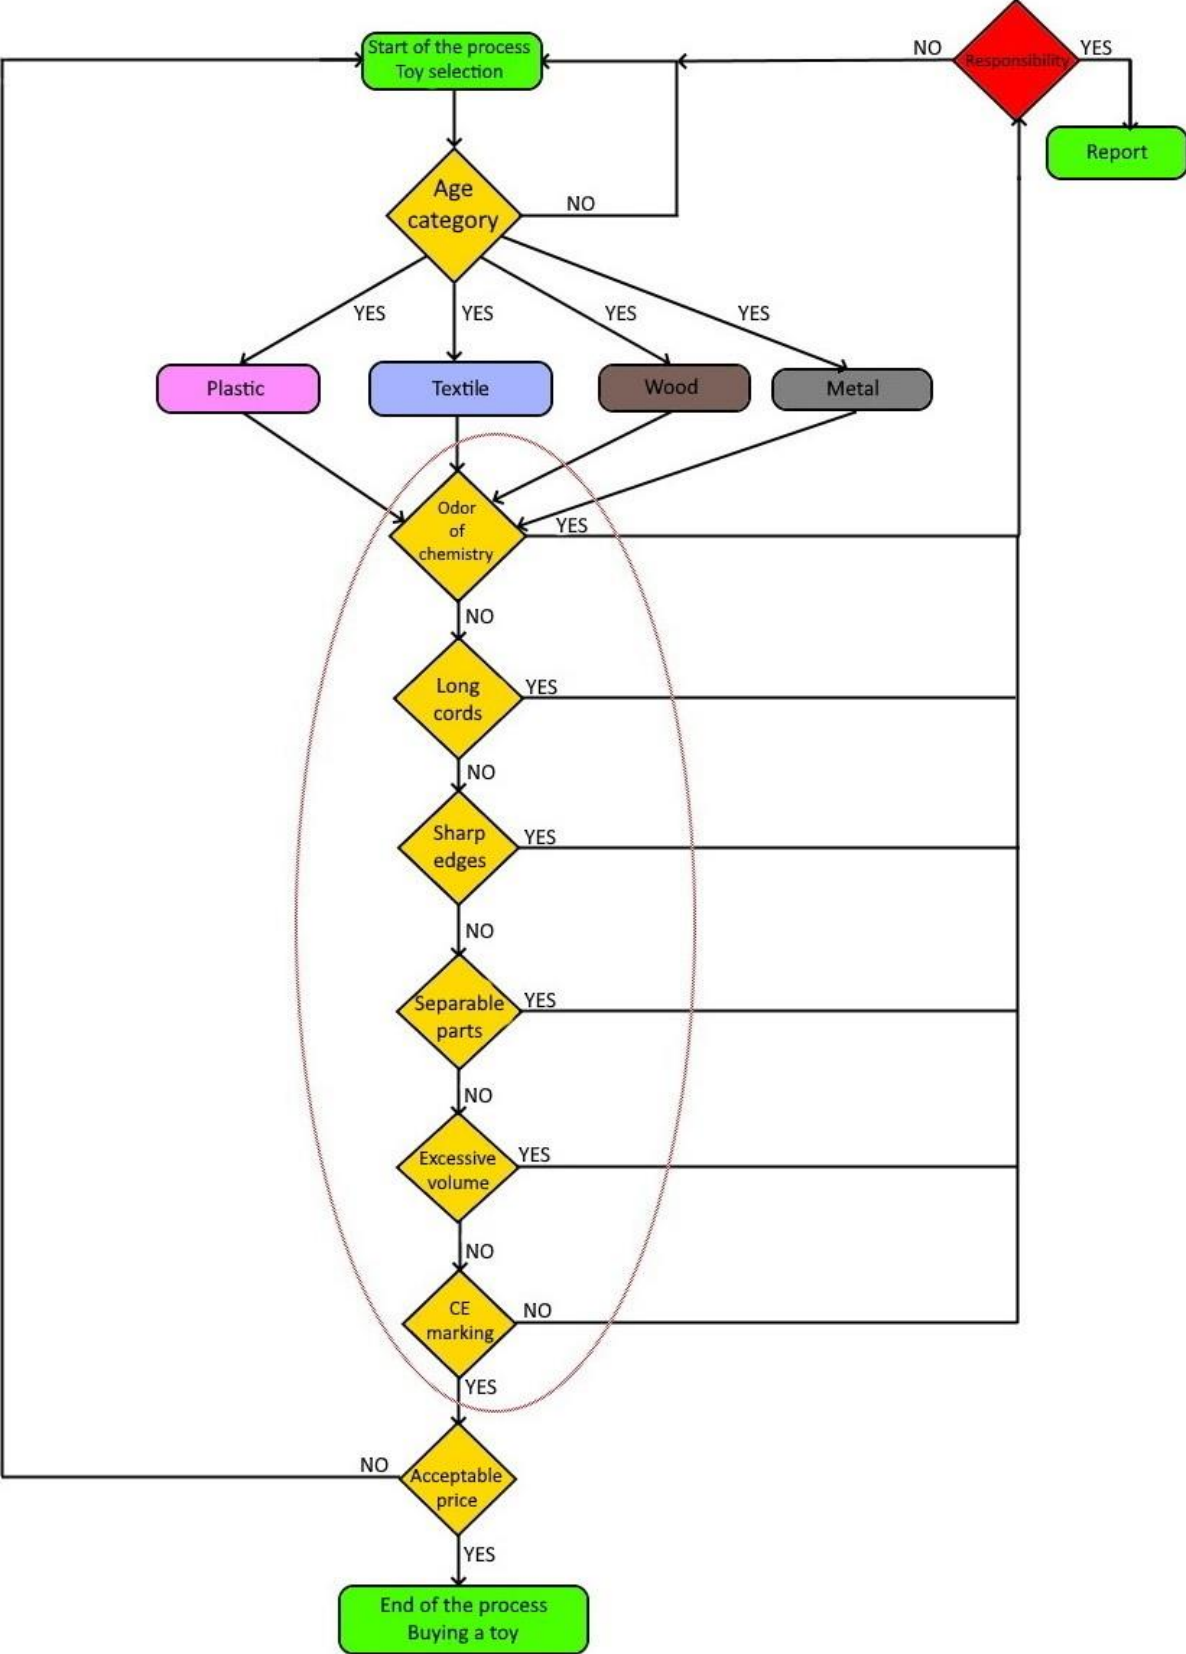 Start of the process
Toy selection
NO
Responsibility
YES
Report
Age
category
NO
YES
YES
YES
YES
Plastic
Textile
Wood
Metal
Odor
of
chemistry
YES
NO
Long
cords
YES
NO
Sharp
edges
YES
NO
Separable
parts
YES
NO
Excessive
volume
YES
NO
CE
marking
NO
YES
Acceptable
price
NO
YES
End of the process
Buying a toy